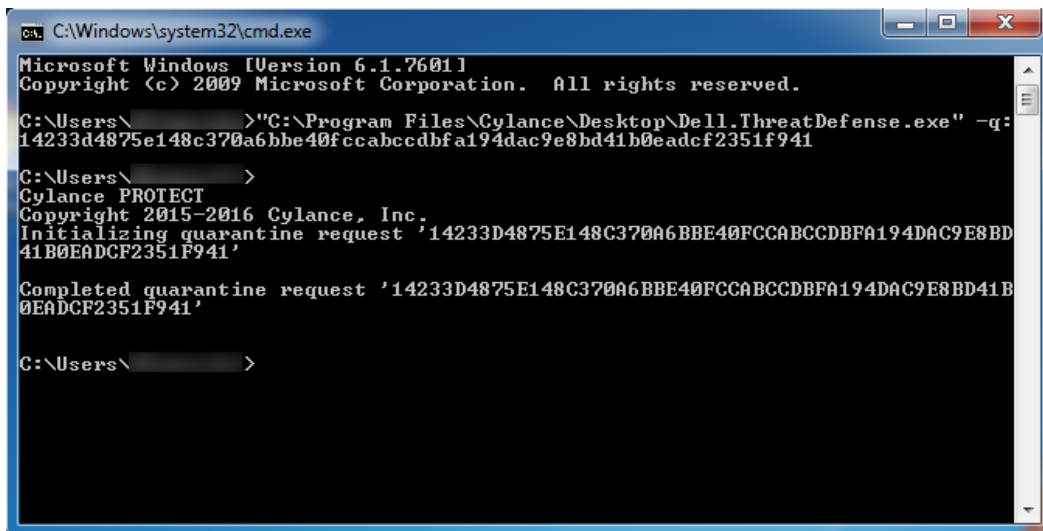 C:\Windows\system32\cmd.exe
Microsoft Windows [Version 6.1.7601]
Copyright (c) 2009 Microsoft Corporation.  All rights reserved.
C:\Users\ >"C:\Program Files\Cylance\Desktop\Dell.ThreatDefense.exe" -q:
14233d4875e148c370a6bbe40fccabccdbfa194dac9e8bd41b0eadcf2351f941
C:\Users\ >
Cylance PROTECT
Copyright 2015-2016 Cylance, Inc.
Initializing quarantine request '14233D4875E148C370A6BBE40FCCABCCDBFA194DAC9E8BD
41B0EADCF2351F941'
Completed quarantine request '14233D4875E148C370A6BBE40FCCABCCDBFA194DAC9E8BD41B
0EADCF2351F941'
C:\Users\ >